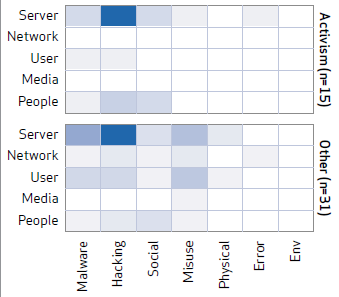 Server
Network
User
Media
People
Activism (n=15)
Server
Network
User
Media
People
Other (n=31)
Malware
Hacking
Social
Misuse
Physical
Error
Env